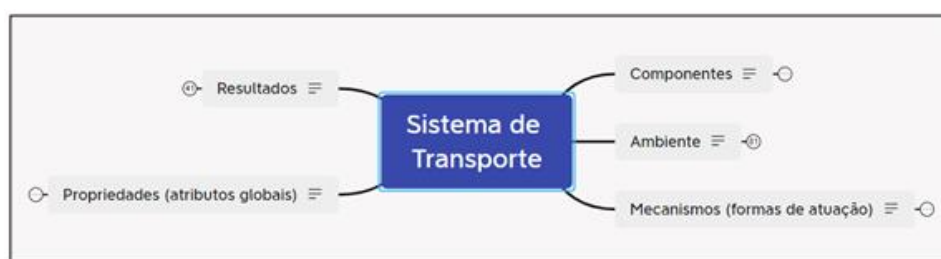 Resultados
Propriedades (atributos globais)
Sistema de
Transporte
Componentes
Ambiente
Mecanismos (formas de atuação)